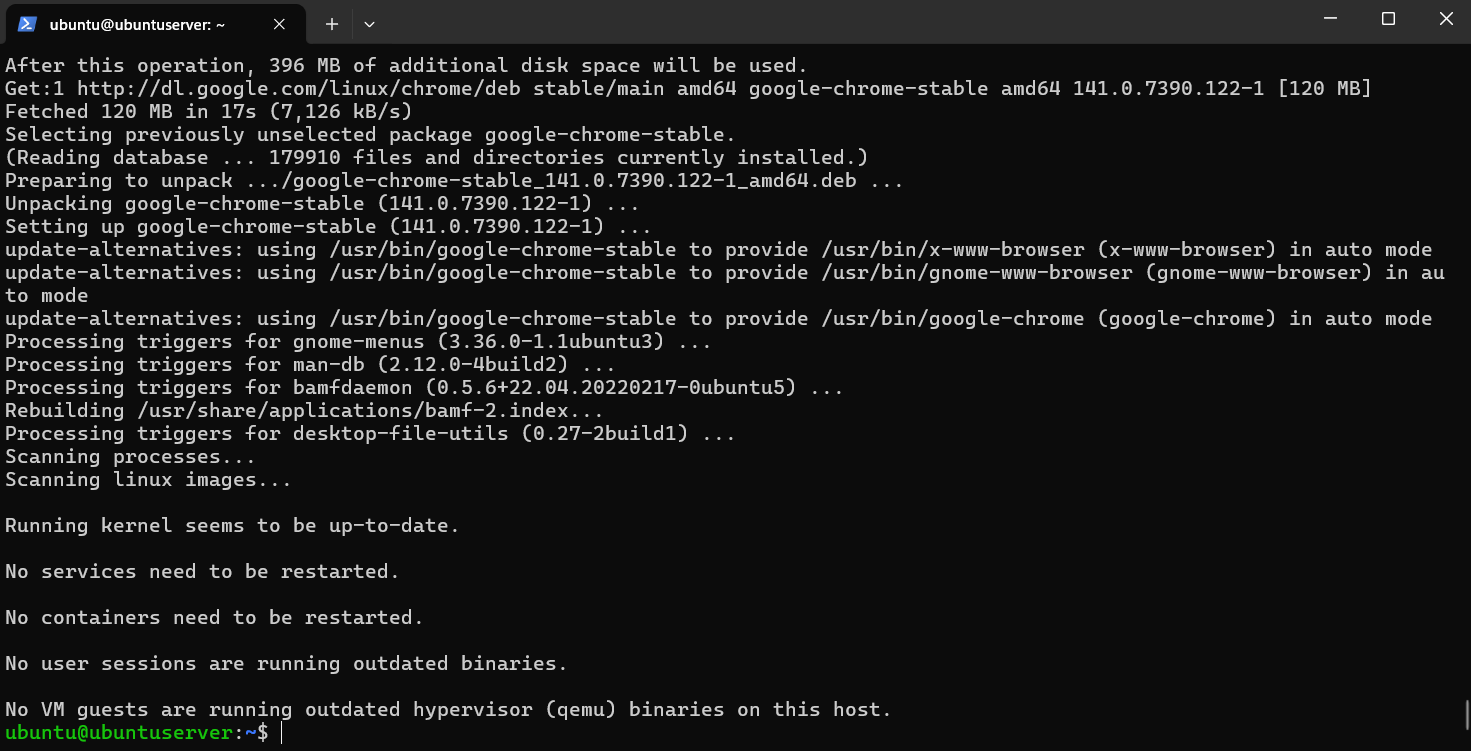 ubuntu@ubuntuserver: ~
After this operation, 396 MB of additional disk space will be used.
Get:1 http://dl.google.com/linux/chrome/deb stable/main amd64 google-chrome-stable amd64 141.0.7390.122-1 [120 MB]
Fetched 120 MB in 17s (7,126 kB/s)
Selecting previously unselected package google-chrome-stable.
(Reading database ... 179910 files and directories currently installed.)
Preparing to unpack .../google-chrome-stable_141.0.7390.122-1_amd64.deb ...
Unpacking google-chrome-stable (141.0.7390.122-1) ...
Setting up google-chrome-stable (141.0.7390.122-1) ...
update-alternatives: using /usr/bin/google-chrome-stable to provide /usr/bin/x-www-browser (x-www-browser) in auto mode
update-alternatives: using /usr/bin/google-chrome-stable to provide /usr/bin/gnome-www-browser (gnome-www-browser) in au
to mode
update-alternatives: using /usr/bin/google-chrome-stable to provide /usr/bin/google-chrome (google-chrome) in auto mode
Processing triggers for gnome-menus (3.36.0-1.1ubuntu3) ...
Processing triggers for man-db (2.12.0-4build2) ...
Processing triggers for bamfdaemon (0.5.6+22.04.20220217-0ubuntu5) ...
Rebuilding /usr/share/applications/bamf-2.index...
Processing triggers for desktop-file-utils (0.27-2build1) ...
Scanning processes...
Scanning linux images...
Running kernel seems to be up-to-date.
No services need to be restarted.
No containers need to be restarted.
No user sessions are running outdated binaries.
No VM guests are running outdated hypervisor (qemu) binaries on this host.
ubuntu@ubuntuserver:~$